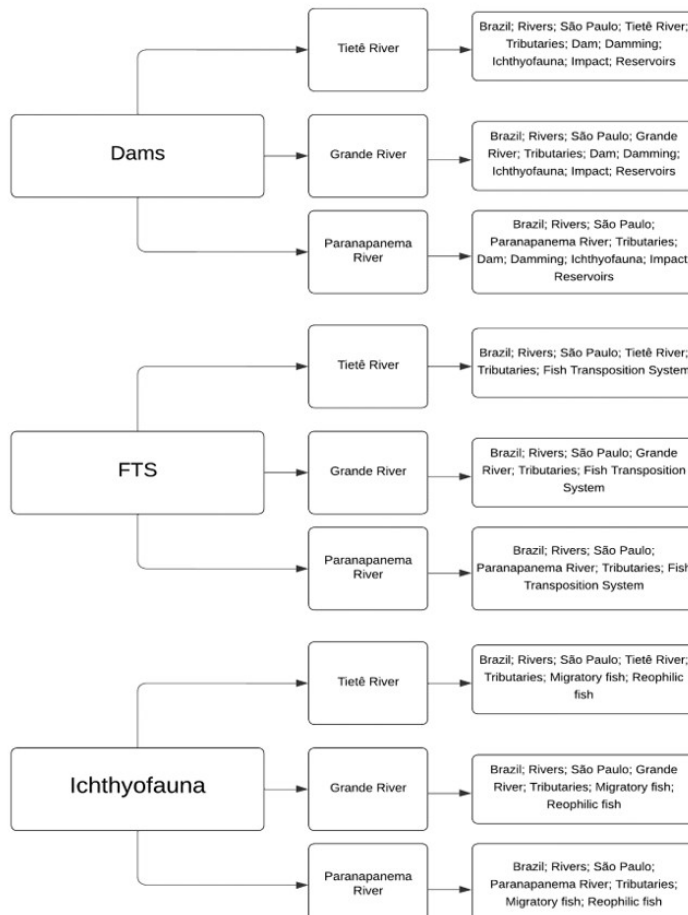 Dams
Tietê River
Brazil; Rivers; São Paulo; Tietê River;
Tributaries; Dam; Damming;
Ichthyofauna; Impact; Reservoirs
Grande River
Brazil; Rivers; São Paulo; Grande
River; Tributaries; Dam; Damming;
Ichthyofauna; Impact; Reservoirs
Paranapanema
River
Brazil; Rivers; São Paulo;
Paranapanema River; Tributaries;
Dam; Damming; Ichthyofauna; Impact;
Reservoirs
FTS
Tietê River
Brazil; Rivers; São Paulo; Tietê River;
Tributaries; Fish Transposition System
Grande River
Brazil; Rivers; São Paulo; Grande
River; Tributaries; Fish Transposition
System
Paranapanema
River
Brazil; Rivers; São Paulo;
Paranapanema River; Tributaries; Fish
Transposition System
Ichthyofauna
Tietê River
Brazil; Rivers; São Paulo; Tietê River;
Tributaries; Migratory fish; Reophilic
fish
Grande River
Brazil; Rivers; São Paulo; Grande
River; Tributaries; Migratory fish;
Reophilic fish
Paranapanema
River
Brazil; Rivers; São Paulo;
Paranapanema River; Tributaries;
Migratory fish; Reophilic fish